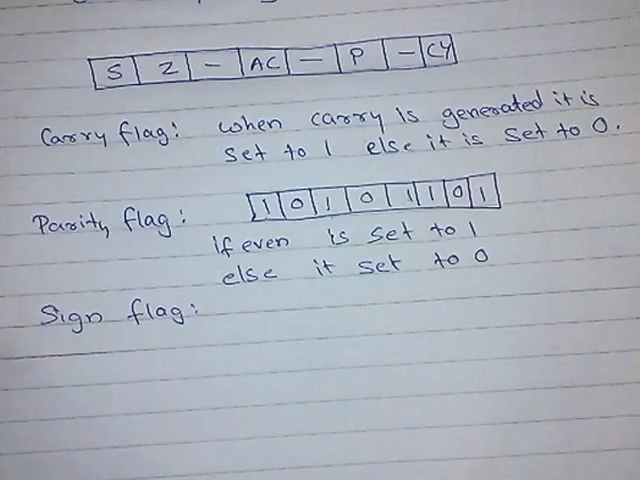 S Z - AC - P - CY
Carry flag: when carry is generated it is
set to 1 else it is set to 0.
Parity flag: 1 0 1 0 1 1 0 1
if even is set to 1
else it set to 0
Sign flag: